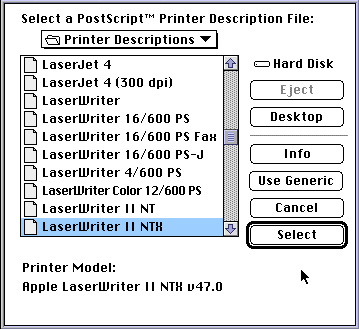 Select a PostScript™ Printer Description File:
Printer Descriptions
LaserJet 4
LaserJet 4 (300 dpi)
LaserWriter
LaserWriter 16/600 PS
LaserWriter 16/600 PS Fax
LaserWriter 16/600 PS-J
LaserWriter 4/600 PS
LaserWriter Color 12/600 PS
LaserWriter II NT
LaserWriter II NTX
Hard Disk
Eject
Desktop
Info
Use Generic
Cancel
Select
Printer Model:
Apple LaserWriter II NTX v47.0